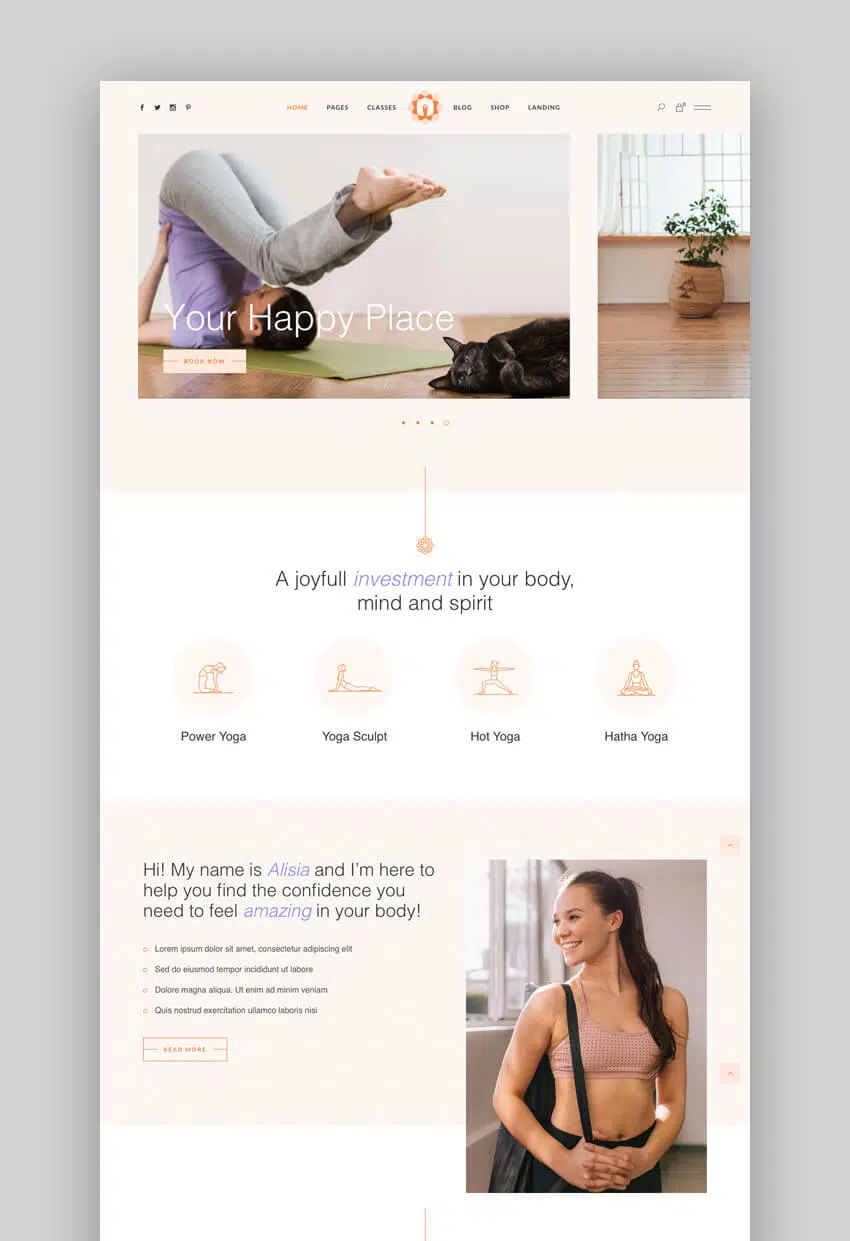 HOME PAGES CLASSES BLOG SHOP LANDING
0
Your Happy Place
BOOK NOW
A joyfull investment in your body,
mind and spirit
Power Yoga Yoga Sculpt Hot Yoga Hatha Yoga
Hi! My name is Alisia and I'm here to
help you find the confidence you
need to feel amazing in your body!
Lorem ipsum dolor sit amet, consectetur adipiscing elit
Sed do eiusmod tempor incididunt ut labore
Dolore magna aliqua. Ut enim ad minim veniam
Quis nostrud exercitation ullamco laboris nisi
READ MORE